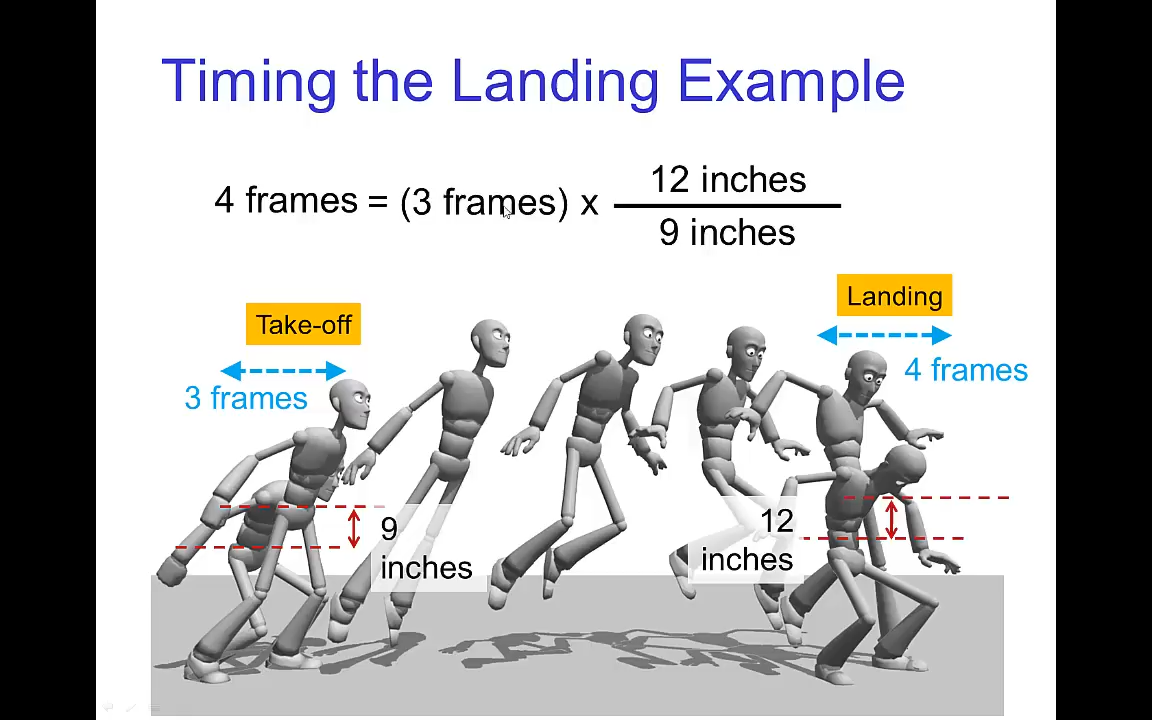 Timing the Landing Example
4 frames = (3 frames) x
12 inches
9 inches
Take-off
3 frames
Landing
4 frames
9
inches
12
inches